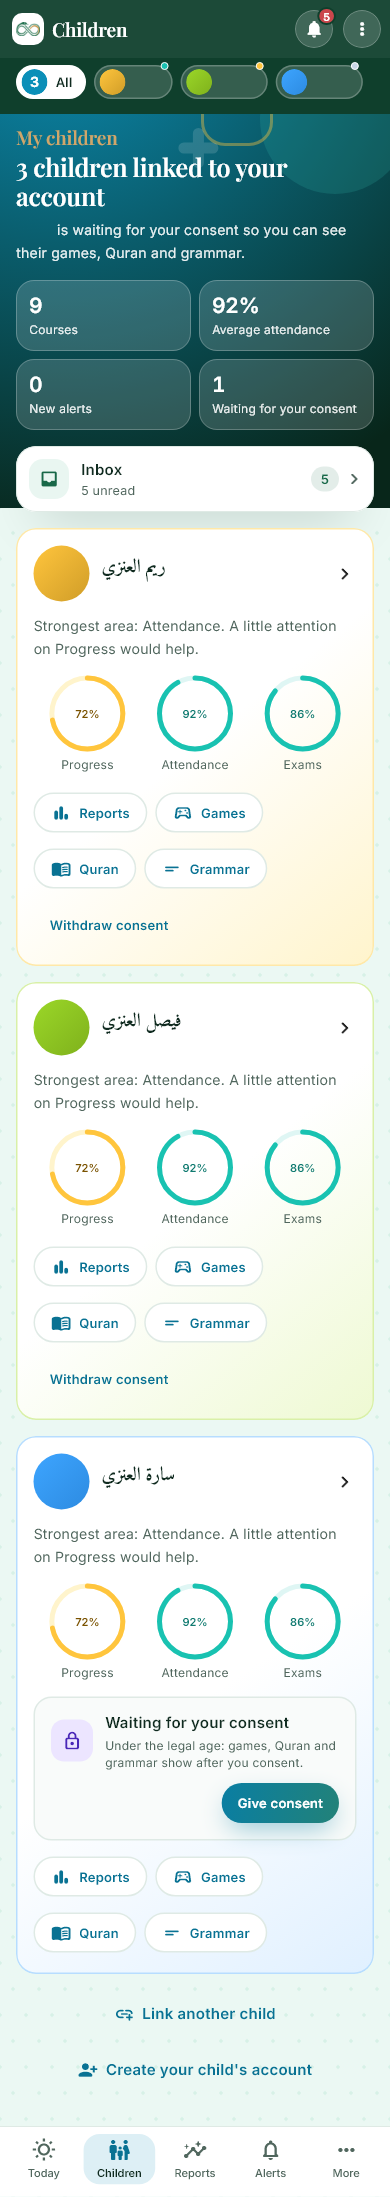 Children
5
3 All
My children
3 children linked to your
account
is waiting for your consent so you can see
their games, Quran and grammar.
9
Courses
92%
Average attendance
0
New alerts
1
Waiting for your consent
Inbox
5 unread
5
ريم العنزي
Strongest area: Attendance. A little attention
on Progress would help.
72% 92% 86%
Progress Attendance Exams
Reports Games
Quran Grammar
Withdraw consent
فيصل العنزي
Strongest area: Attendance. A little attention
on Progress would help.
72% 92% 86%
Progress Attendance Exams
Reports Games
Quran Grammar
Withdraw consent
سارة العنزي
Strongest area: Attendance. A little attention
on Progress would help.
72% 92% 86%
Progress Attendance Exams
Waiting for your consent
Under the legal age: games, Quran and
grammar show after you consent.
Give consent
Reports Games
Quran Grammar
Link another child
Create your child's account
Today Children Reports Alerts More